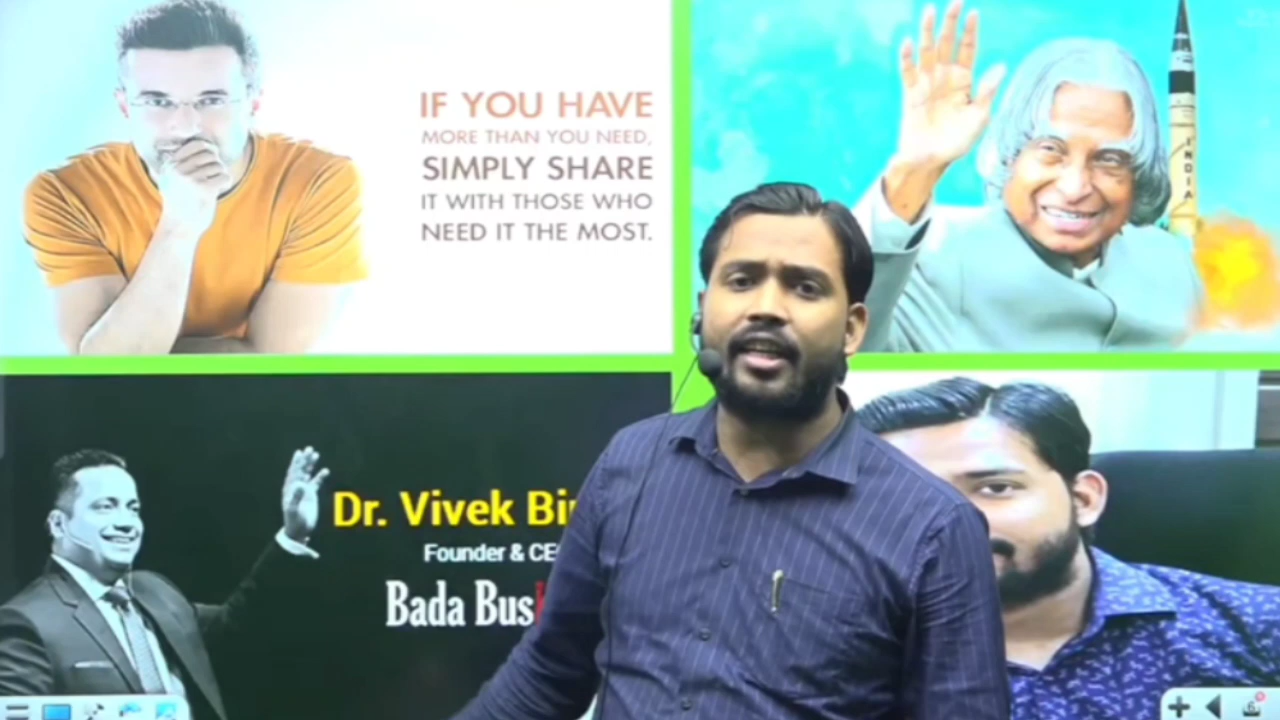 IF YOU HAVE
MORE THAN YOU NEED,
SIMPLY SHARE
IT WITH THOSE WHO
NEED IT THE MOST.
INDIA
Dr. Vivek Bin
Founder & CE
Bada Bus